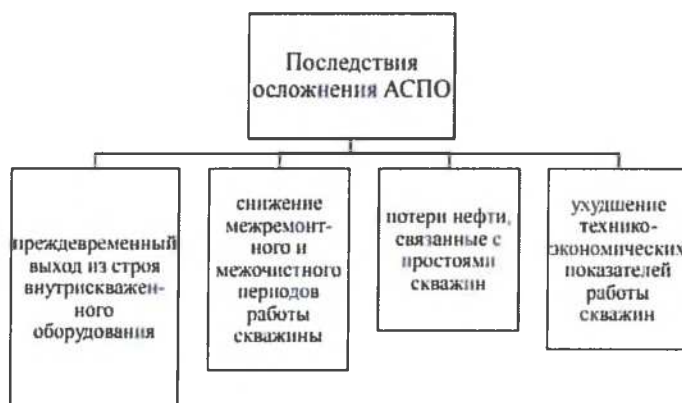 Последствия
осложнения АСПО
преждевременный
выход из строя
внутрискважен-
ного
оборудования
снижение
межремонт-
ного и
межочистного
периодов
работы
скважины
потери нефти,
связанные с
простоями
скважин
ухудшение
технико-
экономических
показателей
работы
скважин